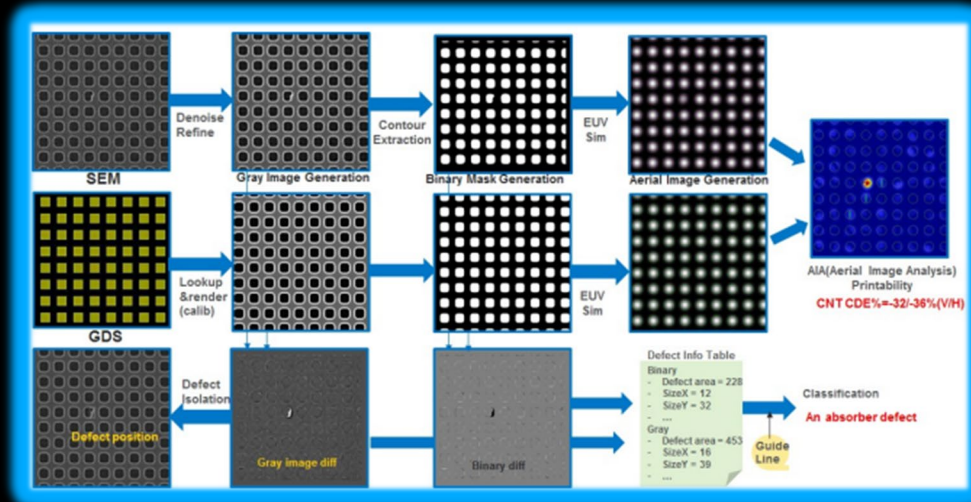 Denoise
Refine
Contour
Extraction
EUV
Sim
SEM
Gray Image Generation
Binary Mask Generation
Aerial Image Generation
Lookup
&render
(calib)
EUV
Sim
AIA(Aerial Image Analysis)
Printability
CNT CDE%=-32/-36%(V/H)
GDS
Defect
Isolation
Defect position
Gray image diff
Binary diff
Defect Info Table
Binary
- Defect area = 228
- SizeX = 12
- SizeY = 32
- ...
Gray
- Defect area = 453
- SizeX = 16
- SizeY = 39
- ...
Guide
Line
Classification
An absorber defect